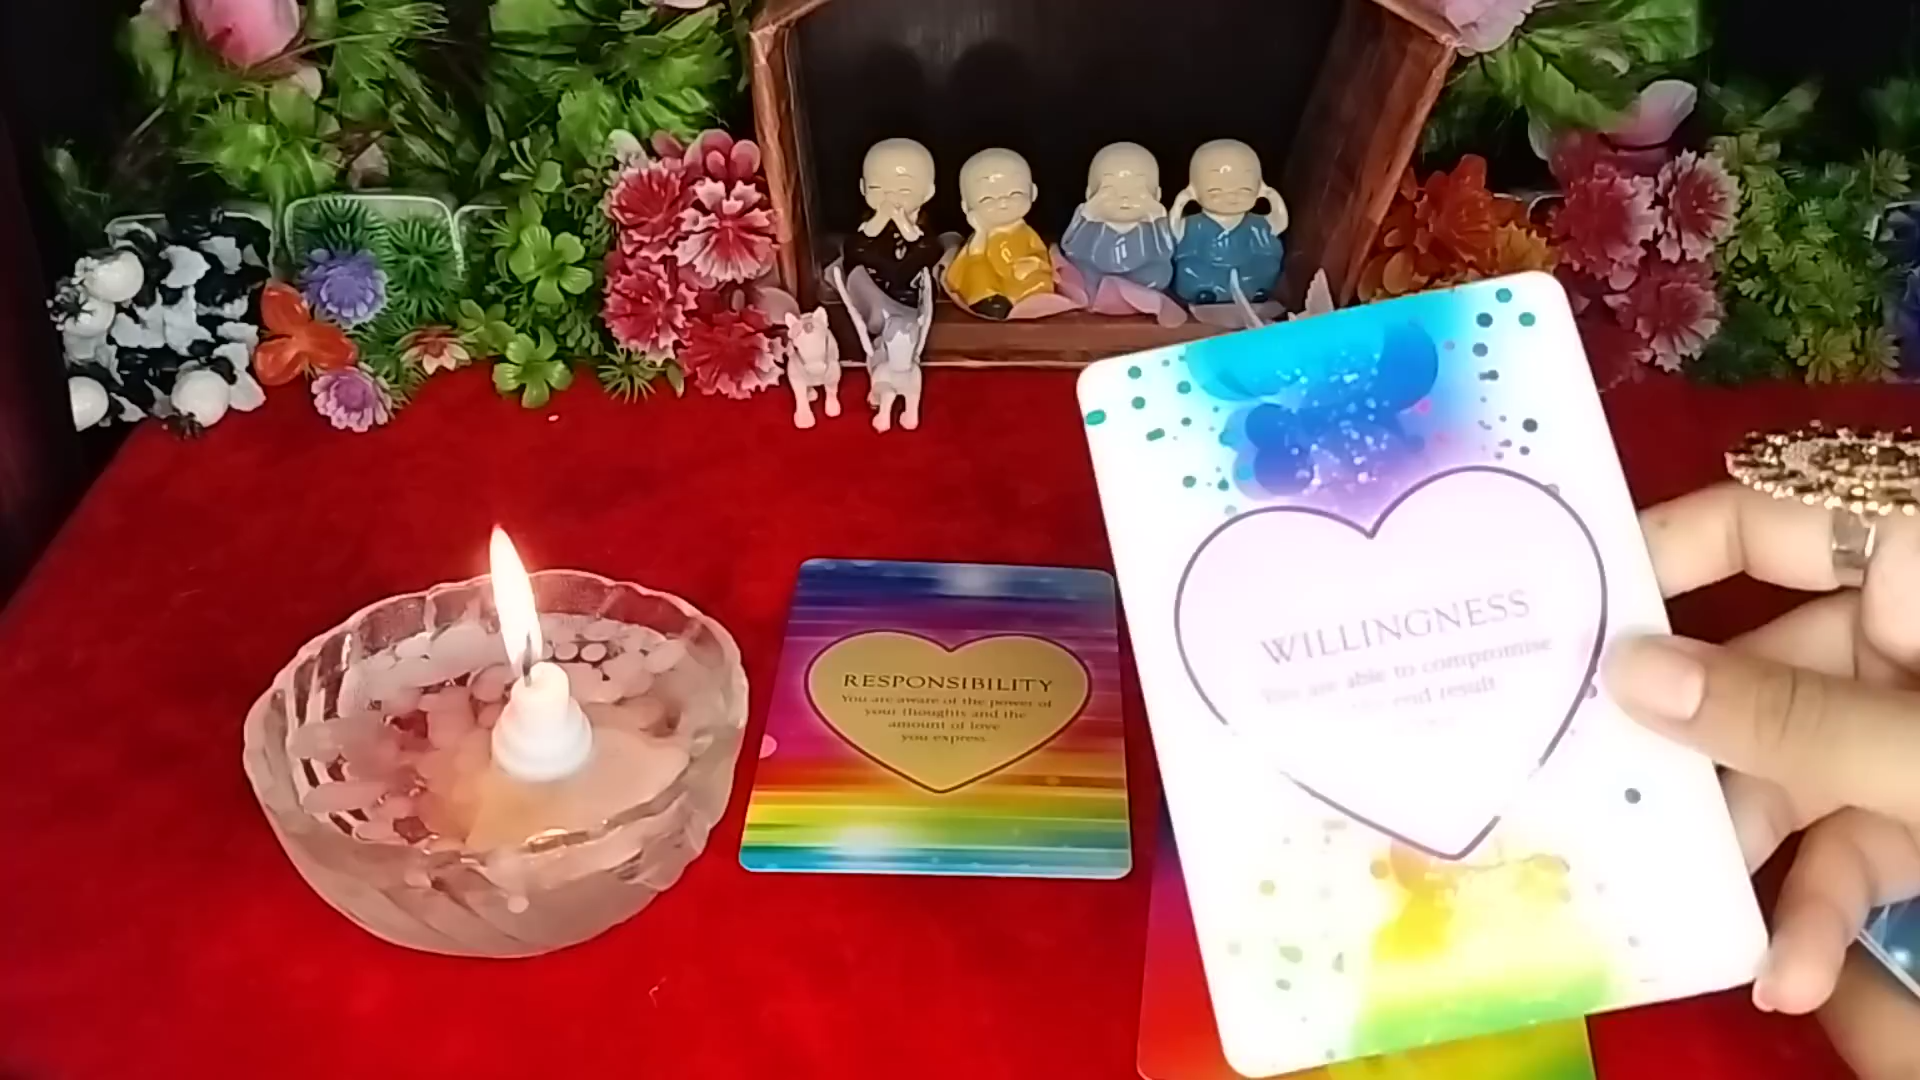 RESPONSIBILITY
You are aware of the power of
your thoughts and the
amount of love
you express
WILLINGNESS
You are able to compromise
end result